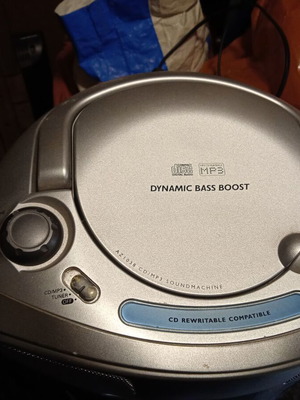 MP3
DYNAMIC BASS BOOST
AZ1038 CD/MP3 SOUNDMACHINE
CD/MP3
TUNER
OFF
CD REWRITABLE COMPATIBLE